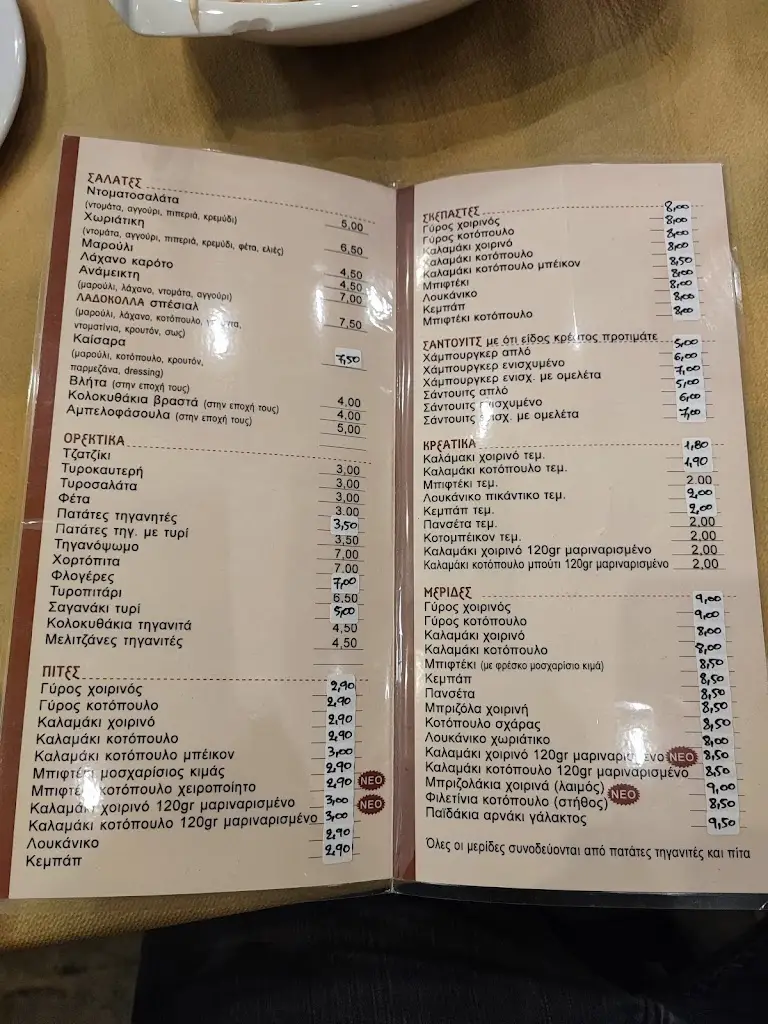 ΣΑΛΑΤΕΣ
Ντοματοσαλάτα
(ντομάτα, αγγούρι, πιπεριά, κρεμύδι) 6,00
Χωριάτικη
(ντομάτα, αγγούρι, πιπεριά, κρεμύδι, φέτα, ελιές) 6,50
Μαρούλι 4,50
Λάχανο καρότο 4,50
Ανάμεικτη 7,00
(μαρούλι, λάχανο, ντομάτα, αγγούρι)
ΛΑΔΟΚΟΛΛΑ σπέσιαλ 7,50
(μαρούλι, λάχανο, κοτόπουλο,
ντοματίνια, κρουτόν, σως)
Καίσαρα 7,50
(μαρούλι, κοτόπουλο, κρουτόν,
παρμεζάνα, dressing)
Βλήτα (στην εποχή τους) 4,00
Κολοκυθάκια βραστά (στην εποχή τους) 4,00
Αμπελοφάσουλα (στην εποχή τους) 5,00
ΟΡΕΚΤΙΚΑ
Τζατζίκι 3,00
Τυροκαυτερή 3,00
Τυροσαλάτα 3,00
Φέτα 3,00
Πατάτες τηγανητές 3,50
Πατάτες τηγ. με τυρί 3,50
Τηγανόψωμο 7,00
Χορτόπιτα 7,00
Φλογέρες 7,00
Τυροπιτάρι 6,50
Σαγανάκι τυρί 5,00
Κολοκυθάκια τηγανιτά 4,50
Μελιτζάνες τηγανιτές 4,50
ΠΙΤΕΣ
Γύρος χοιρινός 2,90
Γύρος κοτόπουλο 2,90
Καλαμάκι χοιρινό 2,90
Καλαμάκι κοτόπουλο 2,90
Καλαμάκι κοτόπουλο μπέικον 3,00
Μπιφτέκι μοσχαρίσιος κιμάς 2,90
Μπιφτέκι κοτόπουλο χειροποίητο 2,90 ΝΕΟ
Καλαμάκι χοιρινό 120gr μαριναρισμένο 3,00 ΝΕΟ
Καλαμάκι κοτόπουλο 120gr μαριναρισμένο 3,00
Λουκάνικο 2,90
Κεμπάπ 2,90
ΣΚΕΠΑΣΤΕΣ
Γύρος χοιρινός 8,00
Γύρος κοτόπουλο 8,00
Καλαμάκι χοιρινό 8,00
Καλαμάκι κοτόπουλο 8,00
Καλαμάκι κοτόπουλο μπέικον 8,50
Μπιφτέκι 8,00
Λουκάνικο 8,00
Κεμπάπ 8,00
Μπιφτέκι κοτόπουλο 8,00
ΣΑΝΤΟΥΙΤΣ με ότι είδος κρέατος προτιμάτε
Χάμπουργκερ απλό 5,00
Χάμπουργκερ ενισχυμένο 6,00
Χάμπουργκερ ενισχ. με ομελέτα 7,00
Σάντουιτς απλό 5,00
Σάντουιτς ενισχυμένο 6,00
Σάντουιτς ενισχ. με ομελέτα 7,00
ΚΡΕΑΤΙΚΑ
Καλάμακι χοιρινό τεμ. 1,80
Καλαμάκι κοτόπουλο τεμ. 1,90
Μπιφτέκι τεμ. 2,00
Λουκάνικο πικάντικο τεμ. 2,00
Κεμπάπ τεμ. 2,00
Πανσέτα τεμ. 2,00
Κοτομπέικον τεμ. 2,00
Καλαμάκι χοιρινό 120gr μαριναρισμένο 2,00
Καλαμάκι κοτόπουλο μπούτι 120gr μαριναρισμένο 2,00
ΜΕΡΙΔΕΣ
Γύρος χοιρινός 9,00
Γύρος κοτόπουλο 9,00
Καλαμάκι χοιρινό 8,00
Καλαμάκι κοτόπουλο 8,00
Μπιφτέκι (με φρέσκο μοσχαρίσιο κιμά) 8,50
Κεμπάπ 8,50
Πανσέτα 8,50
Μπριζόλα χοιρινή 8,50
Κοτόπουλο σχάρας 8,50
Λουκάνικο χωριάτικο 8,00
Καλαμάκι χοιρινό 120gr μαριναρισμένο ΝΕΟ 8,50
Καλαμάκι κοτόπουλο 120gr μαριναρισμένο 8,50
Μπριζολάκια χοιρινά (λαιμός) 9,00
Φιλετίνια κοτόπουλο (στήθος) ΝΕΟ 8,50
Παϊδάκια αρνάκι γάλακτος 9,50
Όλες οι μερίδες συνοδεύονται από πατάτες τηγανιτές και πίτα